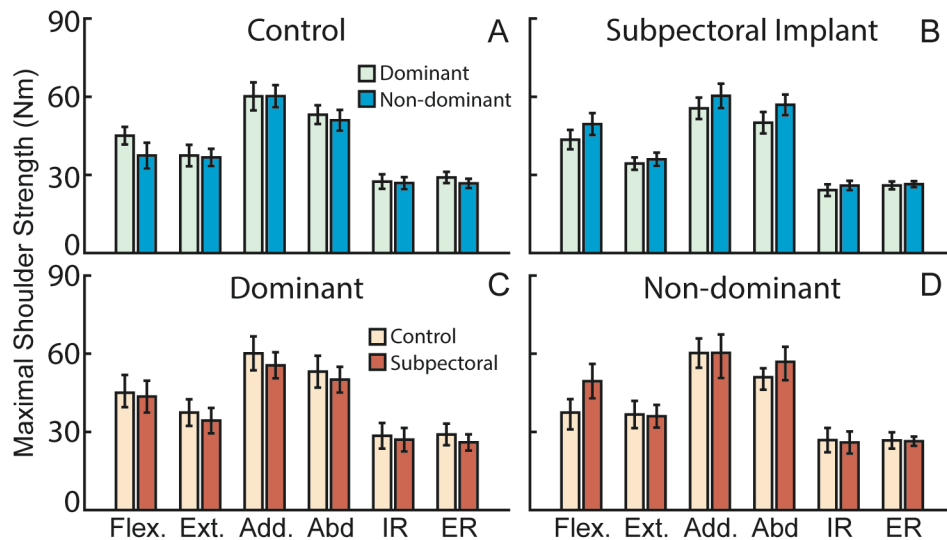 Maximal Shoulder Strength (Nm)
90
60
30
0
Control
A
Dominant
Non-dominant
Subpectoral Implant
B
90
60
30
0
Dominant
C
Control
Subpectoral
Non-dominant
D
Flex. Ext. Add. Abd IR ER
Flex. Ext. Add. Abd IR ER